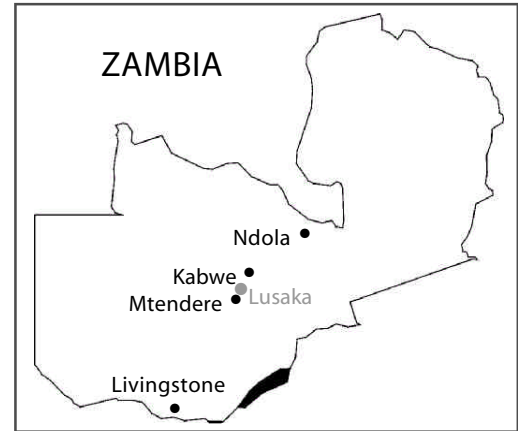 ZAMBIA
Ndola
Kabwe
Lusaka
Mtendere
Livingstone